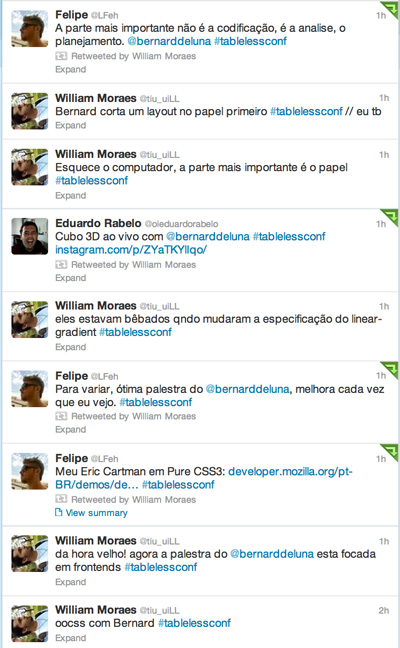 Felipe @LFeh 1h
A parte mais importante não é a codificação, é a analise, o
planejamento. @bernarddeluna #tablelessconf
Retweeted by William Moraes
Expand
William Moraes @tiu_uiLL 1h
Bernard corta um layout no papel primeiro #tablelessconf // eu tb
Expand
William Moraes @tiu_uiLL 1h
Esquece o computador, a parte mais importante é o papel
#tablelessconf
Expand
Eduardo Rabelo @oieduardorabelo 1h
Cubo 3D ao vivo com @bernarddeluna #tablelessconf
instagram.com/p/ZYaTKYlIqo/
Retweeted by William Moraes
Expand
William Moraes @tiu_uiLL 1h
eles estavam bêbados qndo mudaram a especificação do linear-
gradient #tablelessconf
Expand
Felipe @LFeh 1h
Para variar, ótima palestra do @bernarddeluna, melhora cada vez
que eu vejo. #tablelessconf
Retweeted by William Moraes
Expand
Felipe @LFeh 1h
Meu Eric Cartman em Pure CSS3: developer.mozilla.org/pt-
BR/demos/de… #tablelessconf
Retweeted by William Moraes
View summary
William Moraes @tiu_uiLL 1h
da hora velho! agora a palestra do @bernarddeluna esta focada
em frontends #tablelessconf
Expand
William Moraes @tiu_uiLL 2h
oocss com Bernard #tablelessconf
Expand